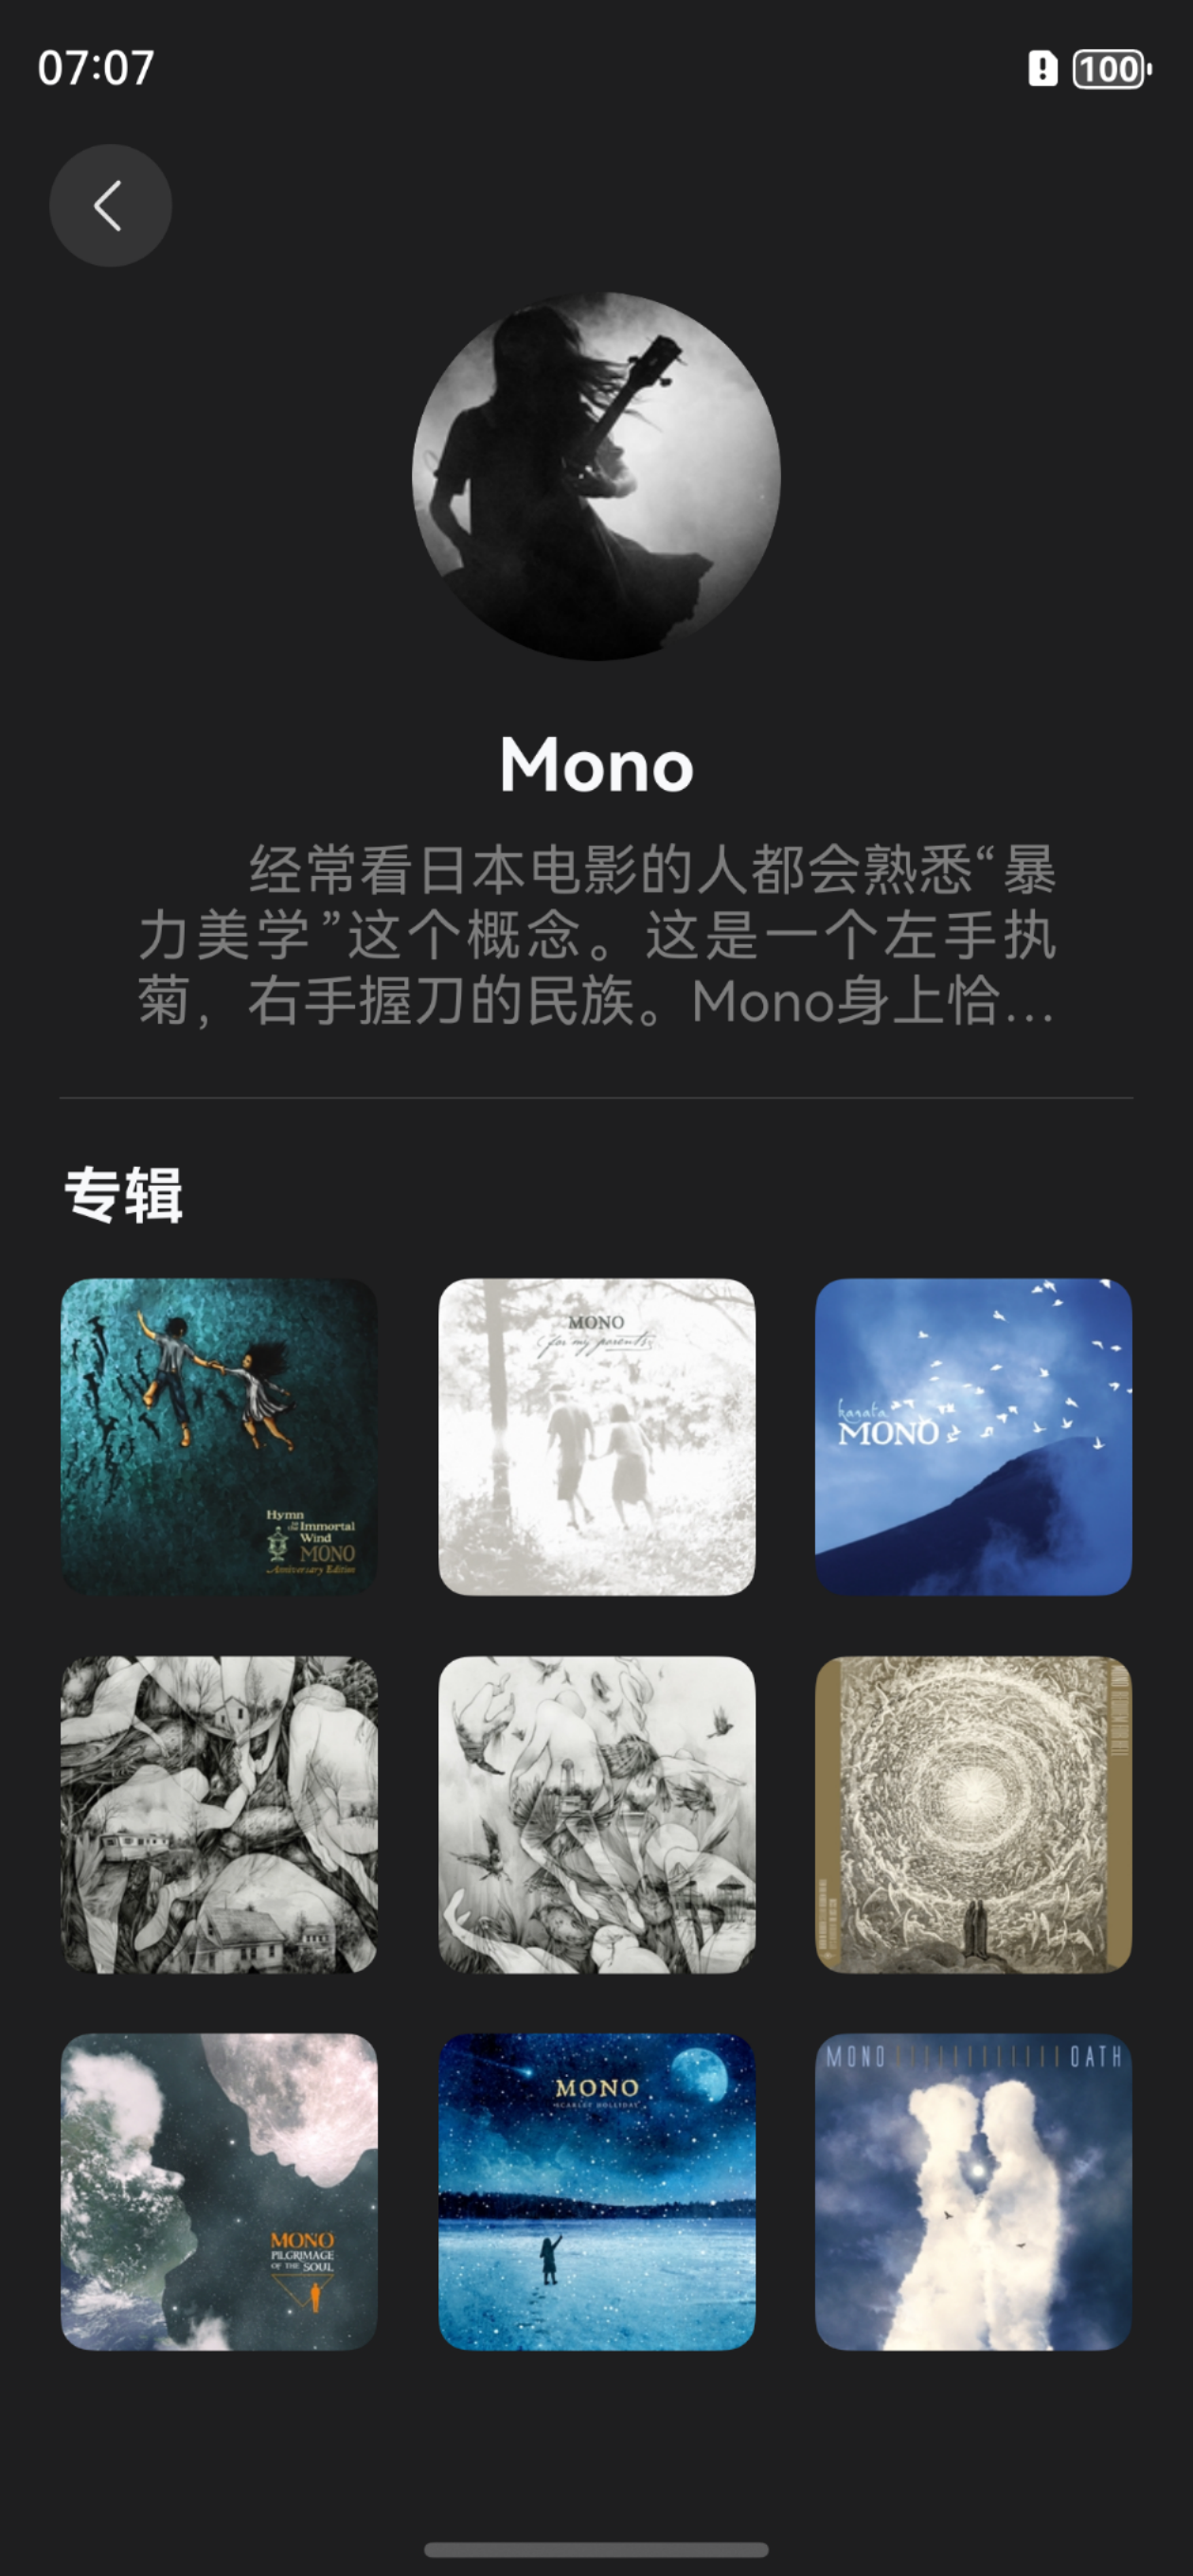 07:07
100
Mono
经常看日本电影的人都会熟悉“暴
力美学”这个概念。这是一个左手执
菊，右手握刀的民族。Mono身上恰...
专辑
Hymn
to the Immortal
Wind
MONO
Anniversary Edition
MONO
(for my parents)
kanata
MONO
MONO
PILGRIMAGE
OF THE SOUL
MONO
SCARLET HOLLIDAY
MONO OATH